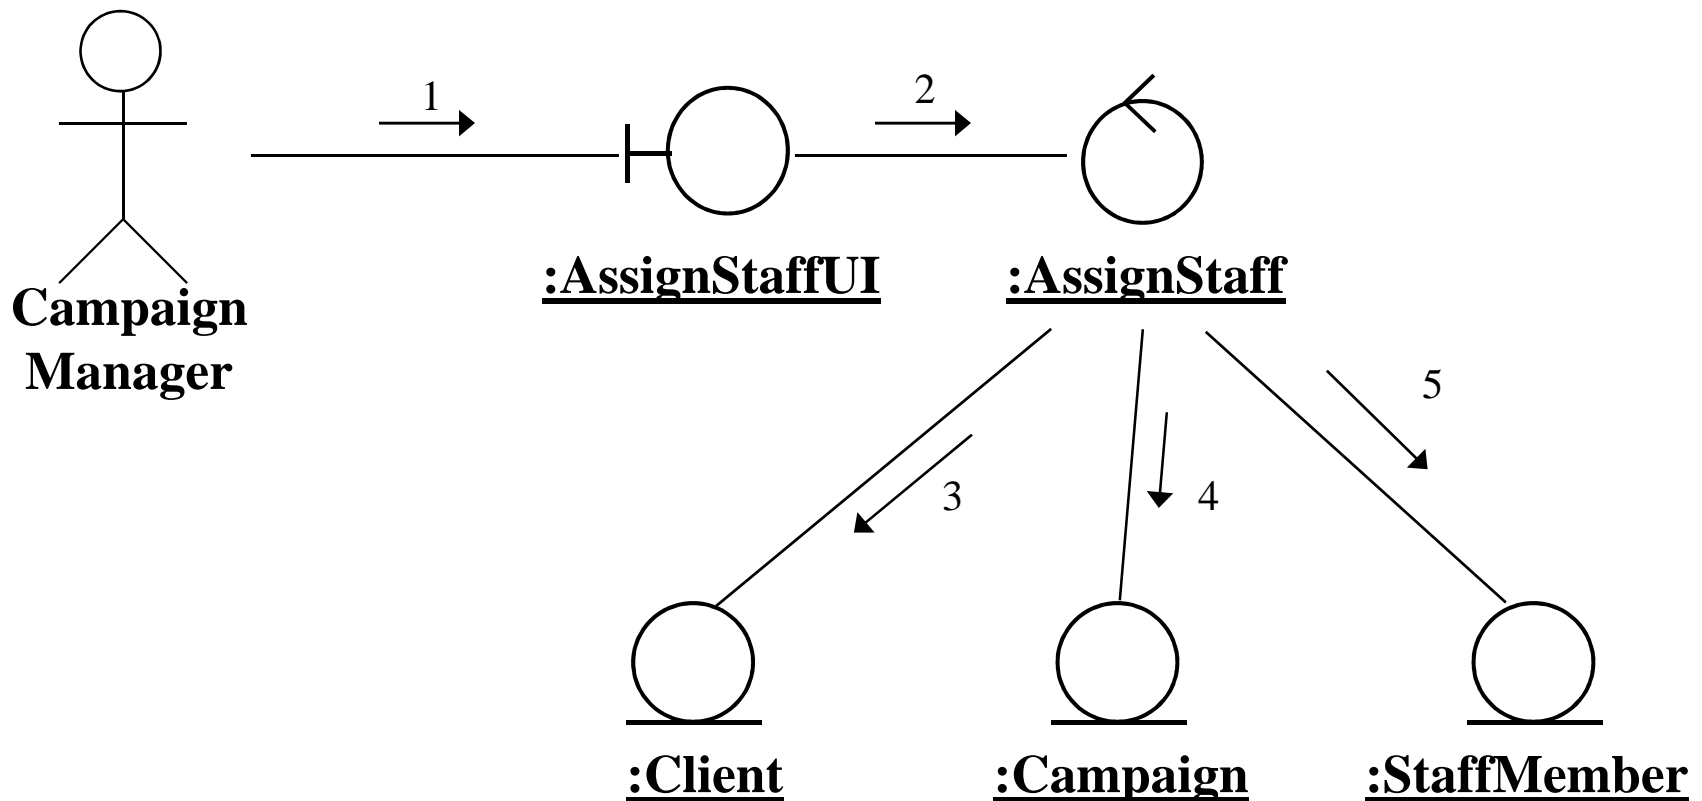 1
2
:AssignStaffUI
:AssignStaff
Campaign
Manager
5
3
4
:Client
:Campaign
:StaffMember